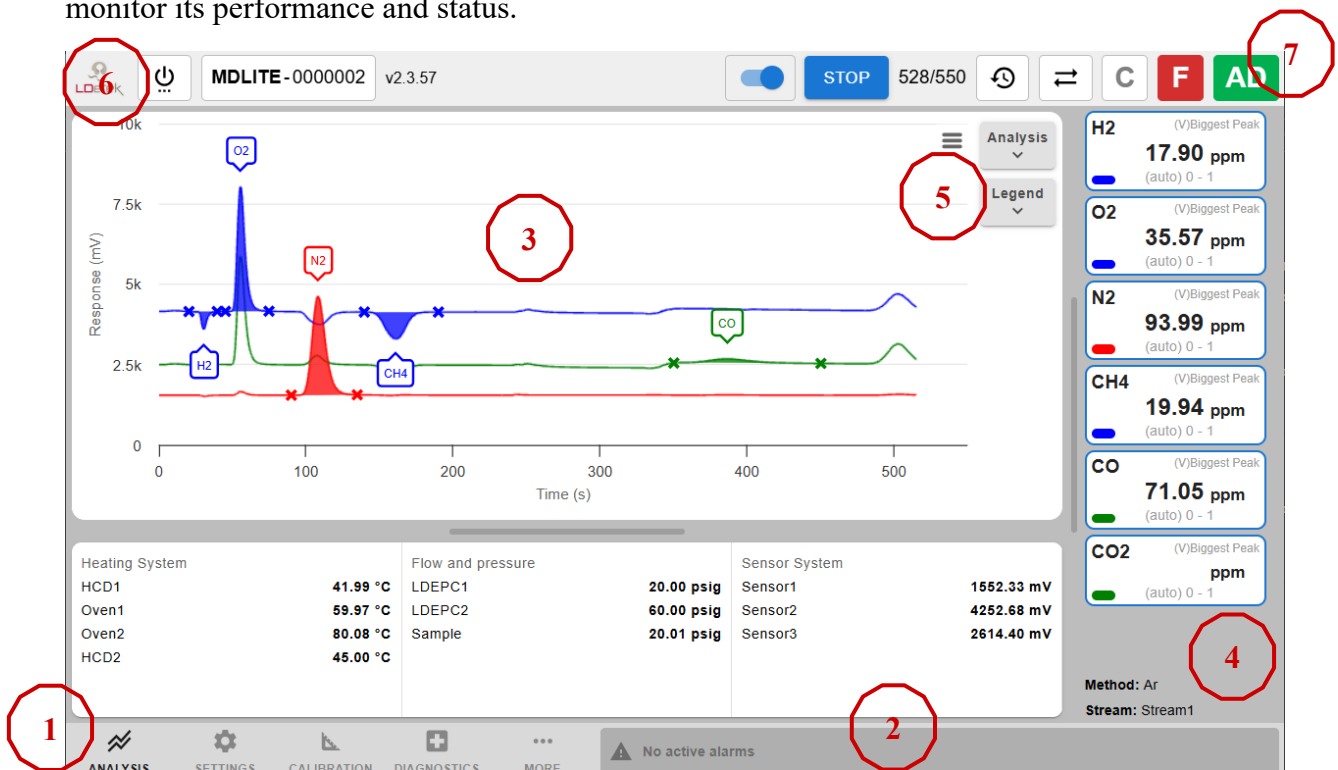 monitor its performance and status.
7
6
MDLITE-0000002 v2.3.57
STOP 528/550 C F AD
10k
7.5k
5k
2.5k
0
Response (mV)
O2
N2
H2
CH4
CO
0 100 200 300 400 500
Time (s)
3
5
Analysis
Legend
H2 (V)Biggest Peak
17.90 ppm
(auto) 0 - 1
O2 (V)Biggest Peak
35.57 ppm
(auto) 0 - 1
N2 (V)Biggest Peak
93.99 ppm
(auto) 0 - 1
CH4 (V)Biggest Peak
19.94 ppm
(auto) 0 - 1
CO (V)Biggest Peak
71.05 ppm
(auto) 0 - 1
CO2 (V)Biggest Peak
ppm
(auto) 0 - 1
4
Method: Ar
Stream: Stream1
Heating System
HCD1 41.99 °C
Oven1 59.97 °C
Oven2 80.08 °C
HCD2 45.00 °C
Flow and pressure
LDEPC1 20.00 psig
LDEPC2 60.00 psig
Sample 20.01 psig
Sensor System
Sensor1 1552.33 mV
Sensor2 4252.68 mV
Sensor3 2614.40 mV
1
2
ANALYSIS SETTINGS CALIBRATION DIAGNOSTICS MORE
No active alarms